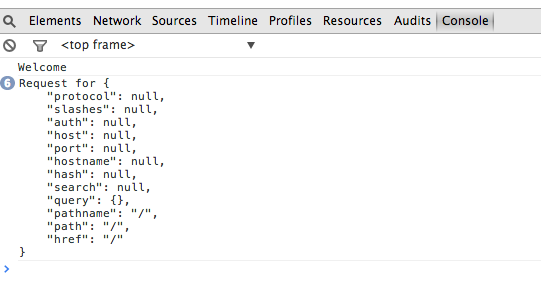 Elements Network Sources Timeline Profiles Resources Audits Console
<top frame> ▼
Welcome
6 Request for {
    "protocol": null,
    "slashes": null,
    "auth": null,
    "host": null,
    "port": null,
    "hostname": null,
    "hash": null,
    "search": null,
    "query": {},
    "pathname": "/",
    "path": "/",
    "href": "/"
}
>